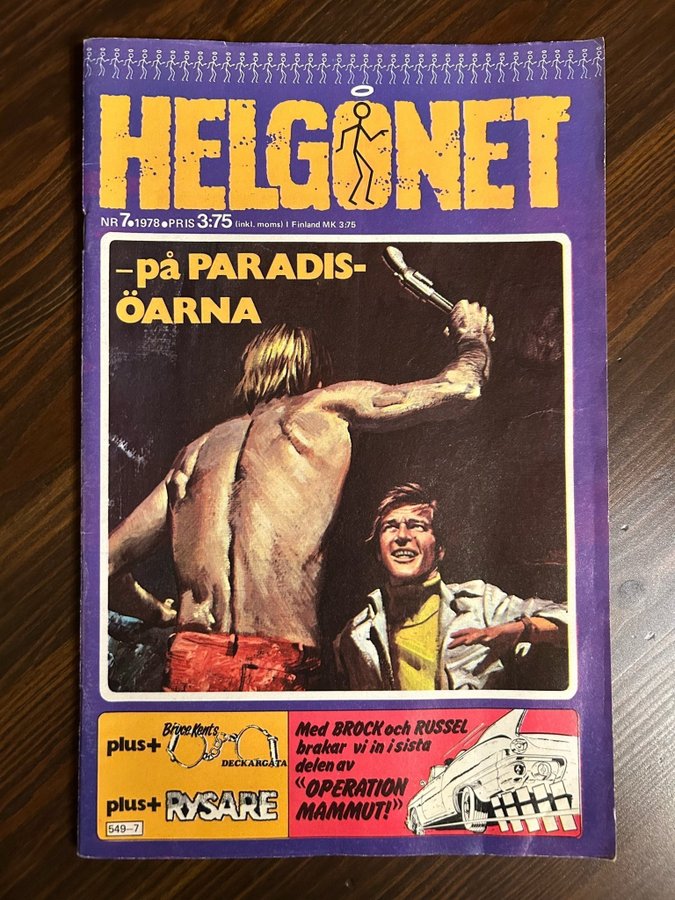 HELGONET
NR 7•1978•PRIS 3:75 (inkl. moms) I Finland MK 3:75
–på PARADIS-
ÖARNA
plus+ Bruce Kents
DECKARGÅTA
plus+ RYSARE
549–7
Med BROCK och RUSSEL
brakar vi in i sista
delen av
«OPERATION
MAMMUT!»